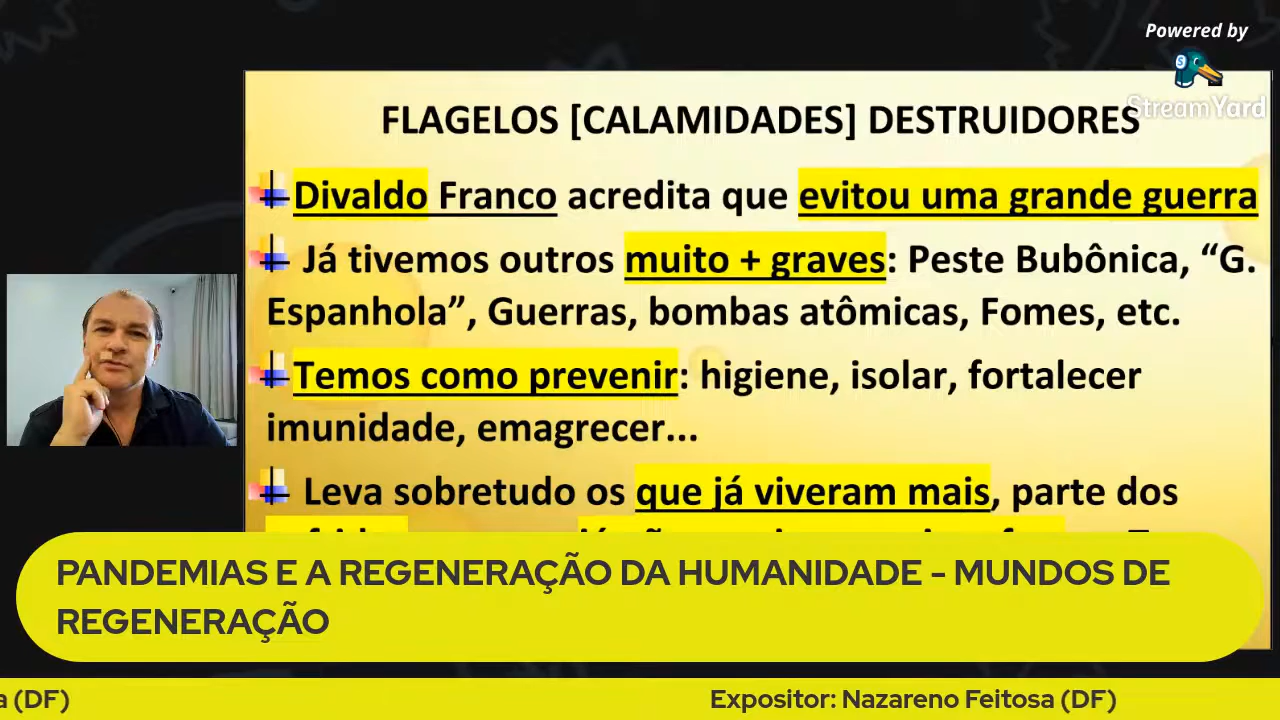 Powered by
StreamYard
FLAGELOS [CALAMIDADES] DESTRUIDORES
Divaldo Franco acredita que evitou uma grande guerra
Já tivemos outros muito + graves: Peste Bubônica, “G.
Espanhola”, Guerras, bombas atômicas, Fomes, etc.
Temos como prevenir: higiene, isolar, fortalecer
imunidade, emagrecer...
Leva sobretudo os que já viveram mais, parte dos
PANDEMIAS E A REGENERAÇÃO DA HUMANIDADE - MUNDOS DE
REGENERAÇÃO
a (DF) Expositor: Nazareno Feitosa (DF)